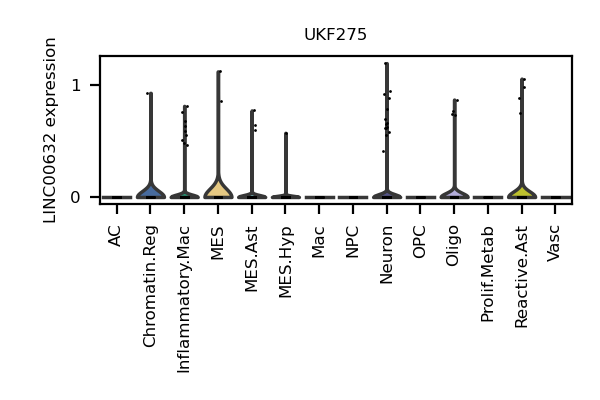 UKF275
LINC00632 expression
1
0
AC
Chromatin.Reg
Inflammatory.Mac
MES
MES.Ast
MES.Hyp
Mac
NPC
Neuron
OPC
Oligo
Prolif.Metab
Reactive.Ast
Vasc